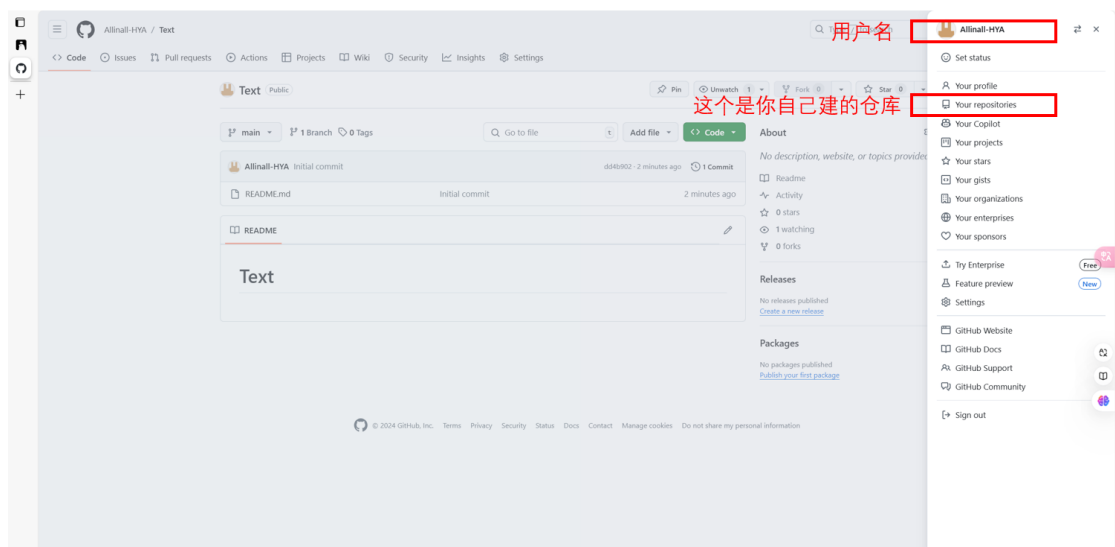 Allinall-HYA / Text
用户名
Allinall-HYA
Code
Issues
Pull requests
Actions
Projects
Wiki
Security
Insights
Settings
Set status
Text Public
Pin
Unwatch 1
Fork 0
Star 0
Your profile
这个是你自己建的仓库
Your repositories
main
1 Branch
0 Tags
Go to file
t
Add file
Code
About
Your Copilot
Your projects
Your stars
Your gists
Your organizations
Your enterprises
Your sponsors
Allinall-HYA Initial commit
dd4b902 · 2 minutes ago
1 Commit
README.md
Initial commit
2 minutes ago
No description, website, or topics provided
Readme
Activity
0 stars
1 watching
0 forks
README
Text
Try Enterprise
Free
Feature preview
New
Settings
Releases
No releases published
Create a new release
Packages
No packages published
Publish your first package
GitHub Website
GitHub Docs
GitHub Support
GitHub Community
Sign out
© 2024 GitHub, Inc.
Terms
Privacy
Security
Status
Docs
Contact
Manage cookies
Do not share my personal information